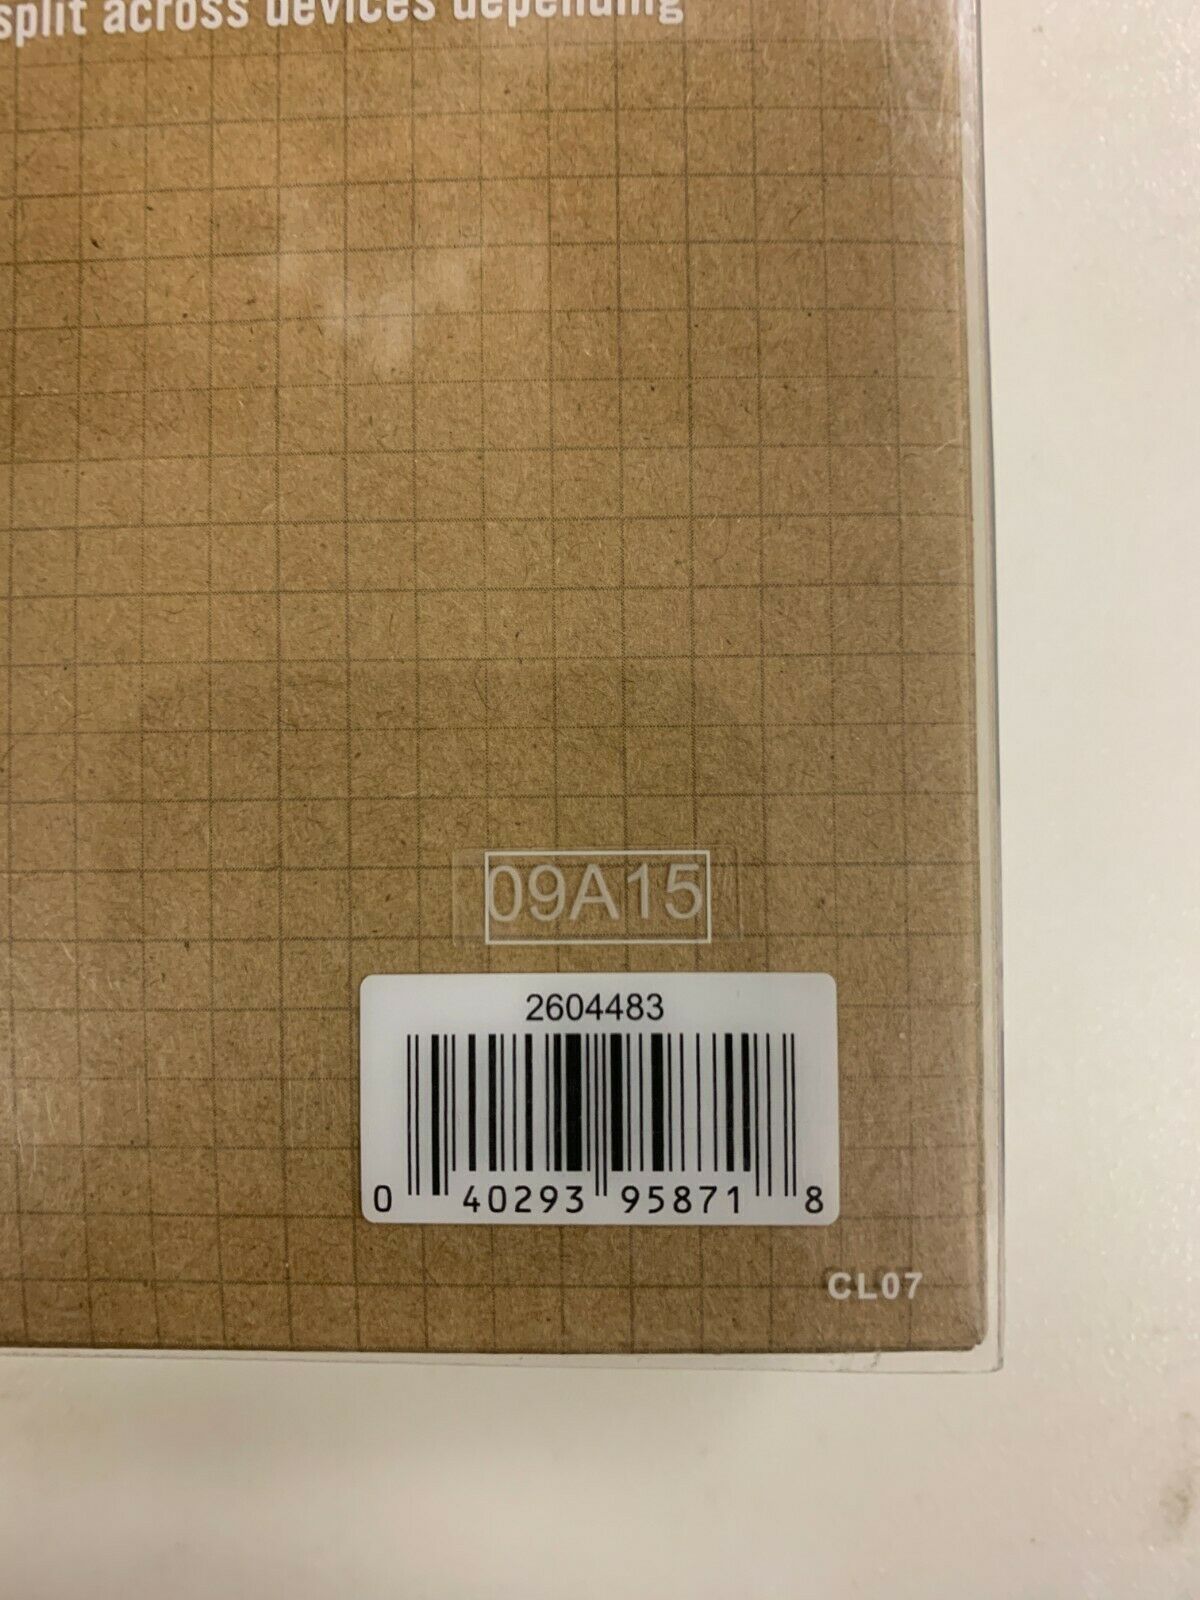 split across devices depending
09A15
2604483
0 40293 95871 8
CL07